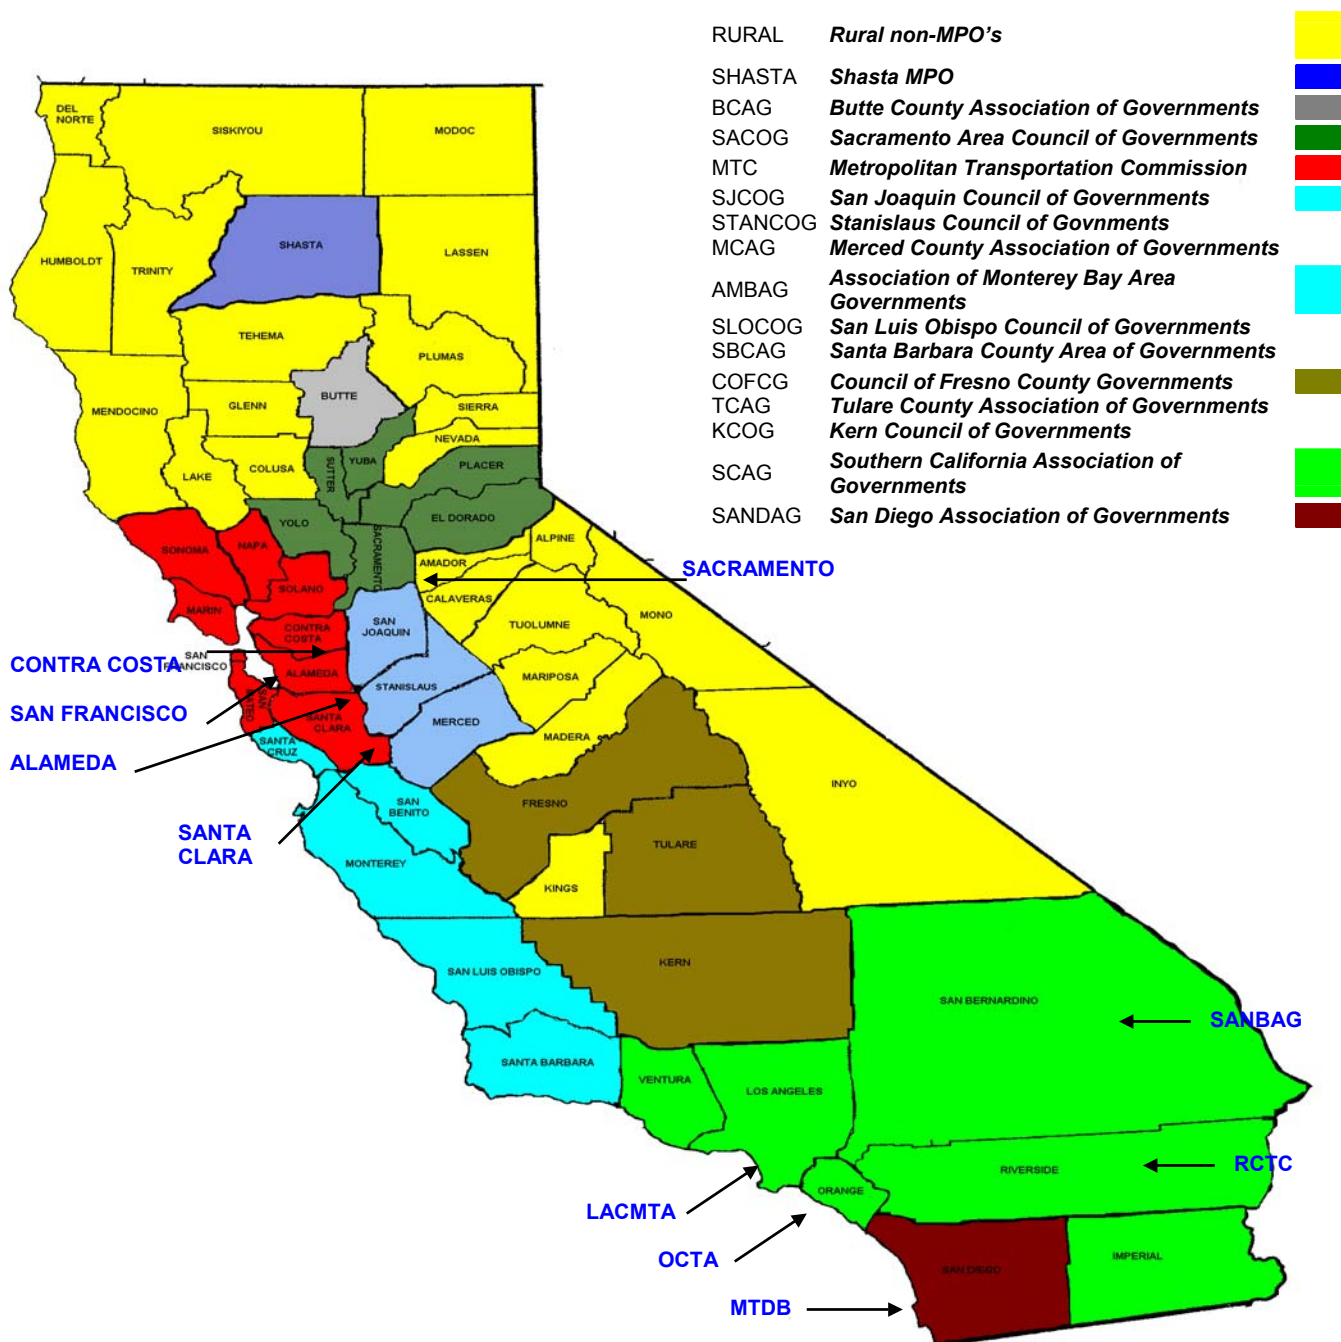 RURAL Rural non-MPO's
SHASTA Shasta MPO
BCAG Butte County Association of Governments
SACOG Sacramento Area Council of Governments
MTC Metropolitan Transportation Commission
SJCOG San Joaquin Council of Governments
STANCOG Stanislaus Council of Govnments
MCAG Merced County Association of Governments
AMBAG Association of Monterey Bay Area
Governments
SLOCOG San Luis Obispo Council of Governments
SBCAG Santa Barbara County Area of Governments
COFCG Council of Fresno County Governments
TCAG Tulare County Association of Governments
KCOG Kern Council of Governments
SCAG Southern California Association of
Governments
SANDAG San Diego Association of Governments
DEL
NORTE
SISKIYOU
MODOC
HUMBOLDT
TRINITY
SHASTA
LASSEN
TEHEMA
PLUMAS
MENDOCINO
GLENN
BUTTE
SIERRA
NEVADA
LAKE
COLUSA
SUTTER
YUBA
PLACER
YOLO
EL DORADO
SACRAMENTO
ALPINE
AMADOR
SACRAMENTO
SONOMA
NAPA
SOLANO
MARIN
CALAVERAS
TUOLUMNE
MONO
CONTRA
COSTA
SAN
JOAQUIN
SAN
FRANCISCO
CONTRA COSTA
ALAMEDA
STANISLAUS
MARIPOSA
SAN FRANCISCO
SAN
MATEO
SANTA
CLARA
MERCED
MADERA
ALAMEDA
SANTA
CRUZ
SANTA
CLARA
SAN
BENITO
FRESNO
INYO
MONTEREY
TULARE
KINGS
SAN LUIS OBISPO
KERN
SAN BERNARDINO
SANBAG
SANTA BARBARA
VENTURA
LOS ANGELES
RIVERSIDE
RCTC
ORANGE
LACMTA
OCTA
SAN DIEGO
IMPERIAL
MTDB